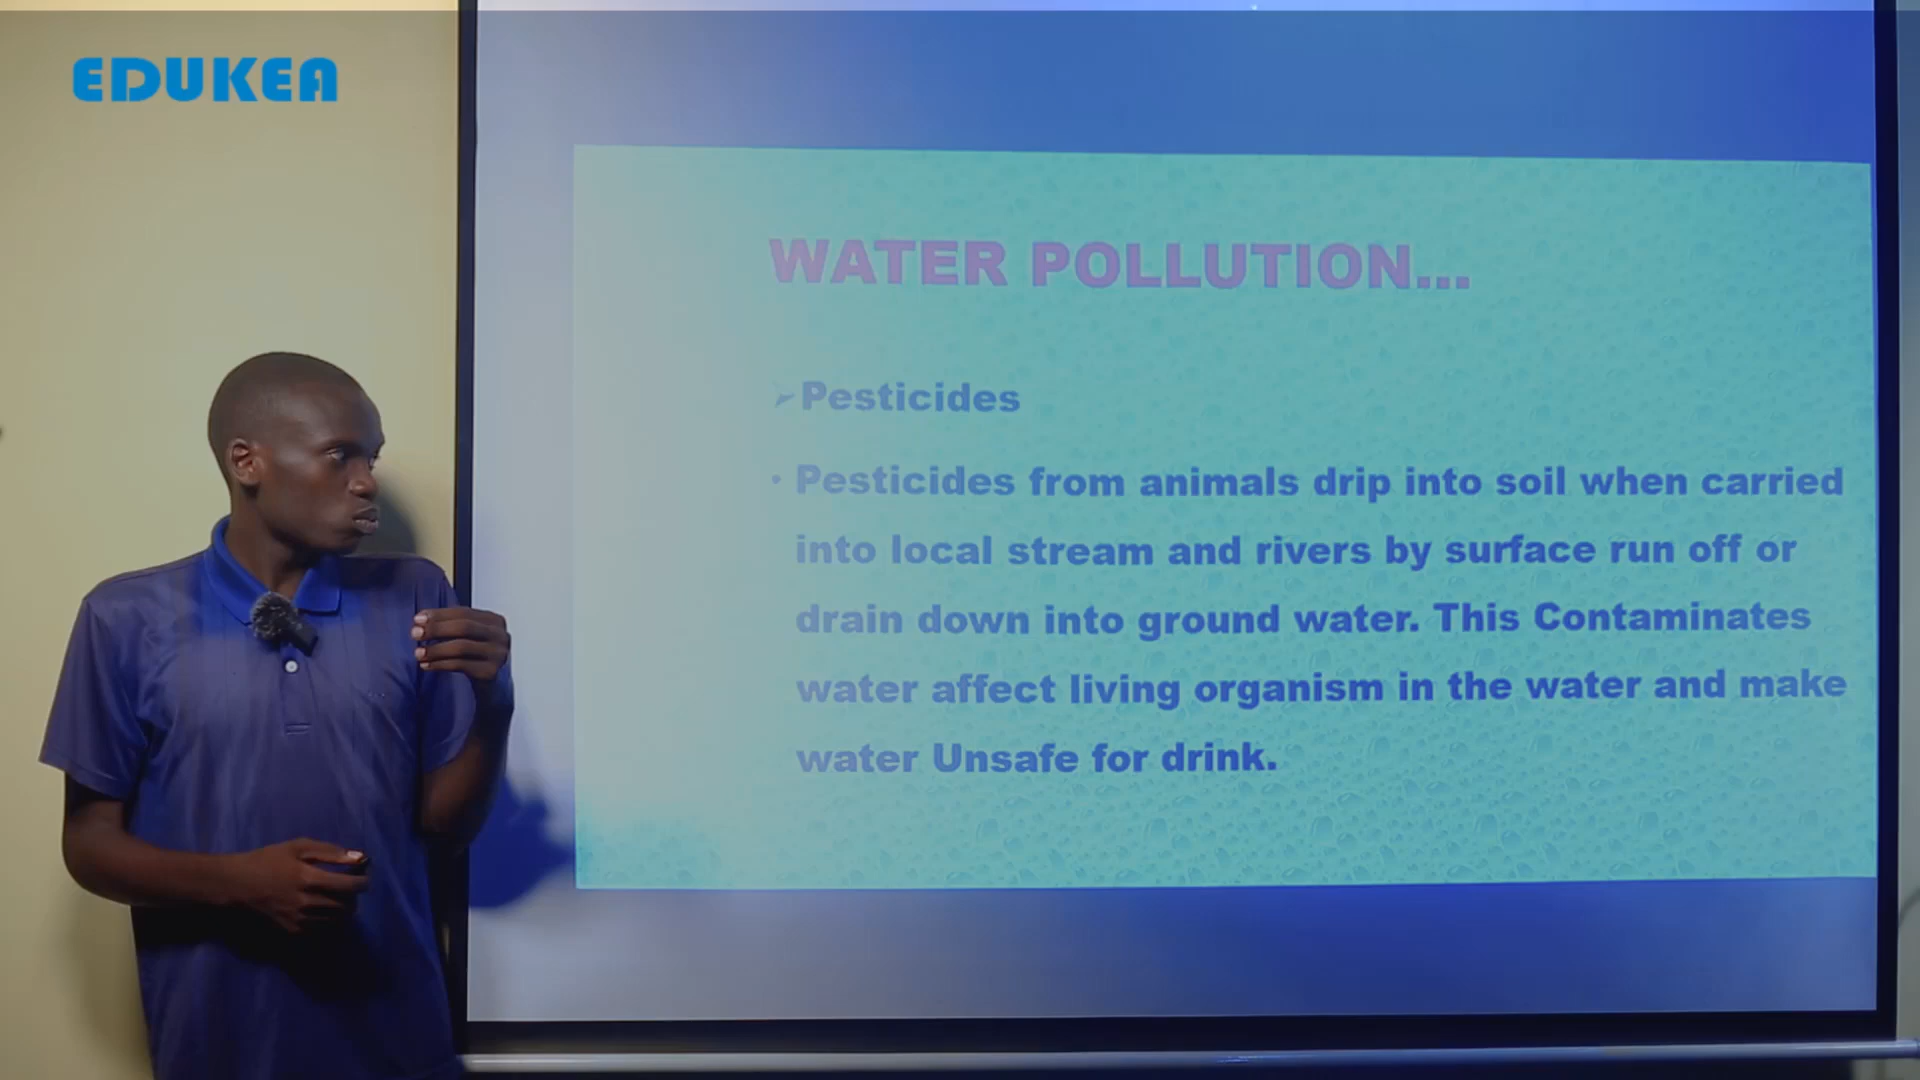 EDUKEA
WATER POLLUTION...
➢Pesticides
• Pesticides from animals drip into soil when carried
into local stream and rivers by surface run off or
drain down into ground water. This Contaminates
water affect living organism in the water and make
water Unsafe for drink.